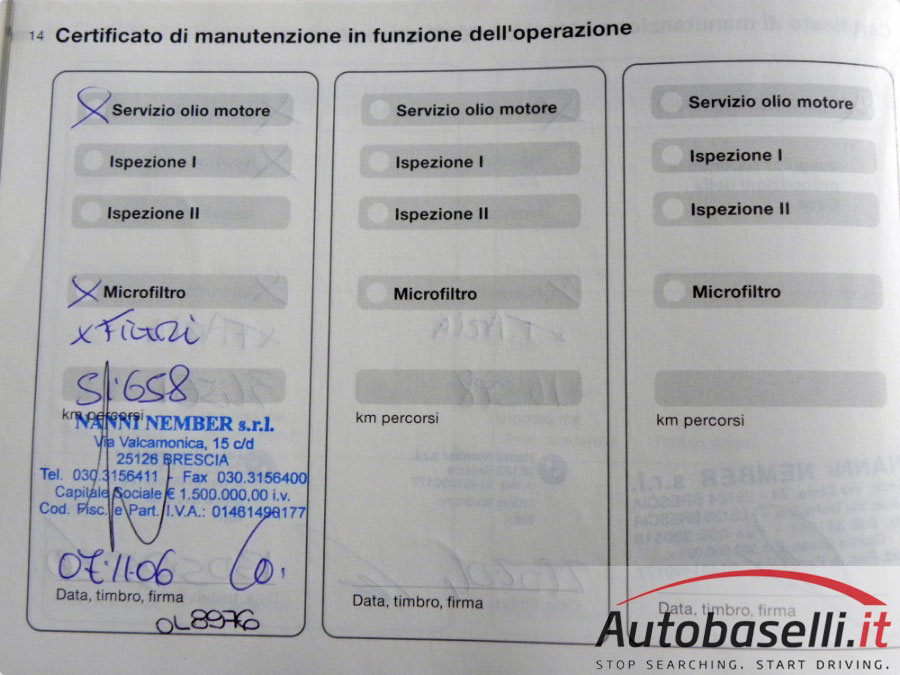 14 Certificato di manutenzione in funzione dell'operazione
Servizio olio motore
Ispezione I
Ispezione II
X Microfiltro
x Filtri
51.658
km percorsi
NANNI NEMBER s.r.l.
Via Valcamonica, 15 c/d
25126 BRESCIA
Tel. 030.3156411 - Fax 030.3156400
Capitale Sociale € 1.500.000,00 i.v.
Cod. Fisc. e Part. I.V.A.: 01461490177
07.11.06
Data, timbro, firma
OL8976
Servizio olio motore
Ispezione I
Ispezione II
Microfiltro
km percorsi
Data, timbro, firma
Servizio olio motore
Ispezione I
Ispezione II
Microfiltro
km percorsi
Data, timbro, firma
Autobaselli.it
STOP SEARCHING. START DRIVING.